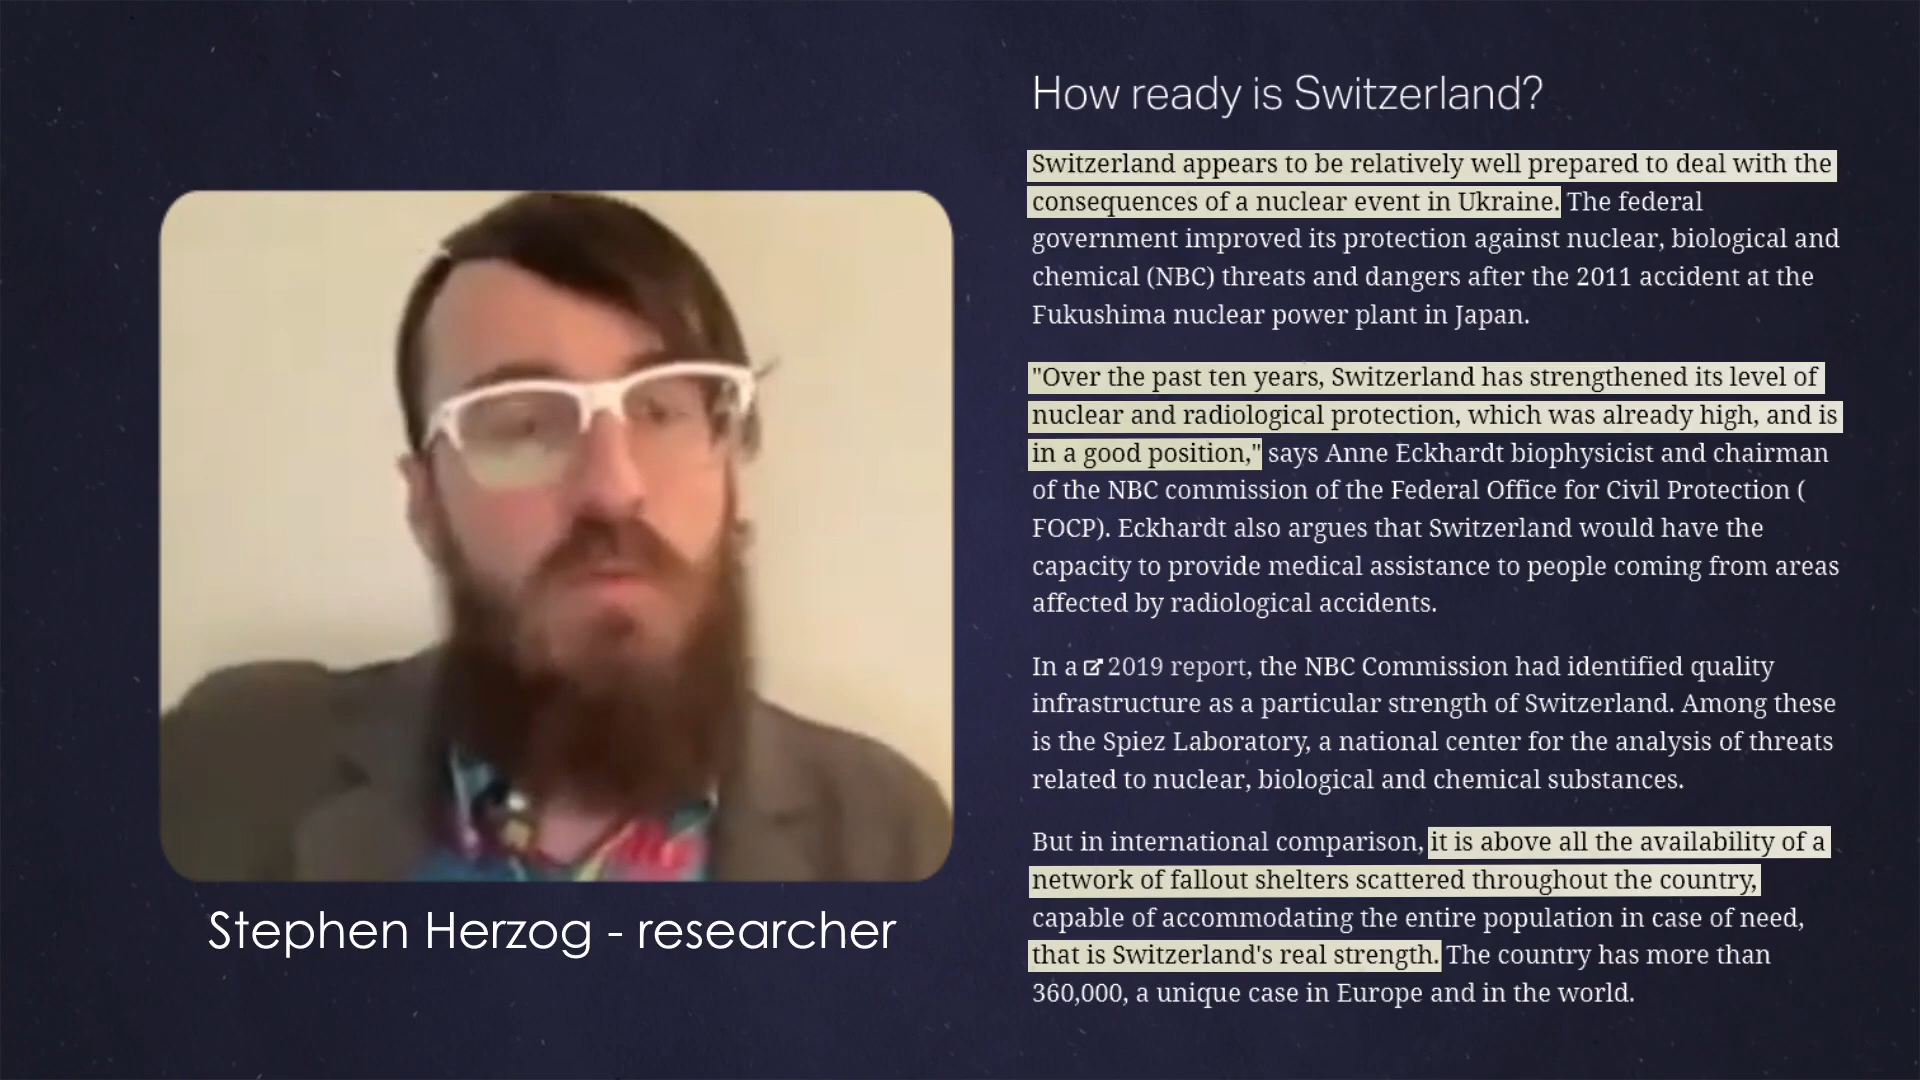 How ready is Switzerland?
Switzerland appears to be relatively well prepared to deal with the
consequences of a nuclear event in Ukraine. The federal
government improved its protection against nuclear, biological and
chemical (NBC) threats and dangers after the 2011 accident at the
Fukushima nuclear power plant in Japan.
"Over the past ten years, Switzerland has strengthened its level of
nuclear and radiological protection, which was already high, and is
in a good position," says Anne Eckhardt biophysicist and chairman
of the NBC commission of the Federal Office for Civil Protection (
FOCP). Eckhardt also argues that Switzerland would have the
capacity to provide medical assistance to people coming from areas
affected by radiological accidents.
In a 2019 report, the NBC Commission had identified quality
infrastructure as a particular strength of Switzerland. Among these
is the Spiez Laboratory, a national center for the analysis of threats
related to nuclear, biological and chemical substances.
But in international comparison, it is above all the availability of a
network of fallout shelters scattered throughout the country,
capable of accommodating the entire population in case of need,
that is Switzerland's real strength. The country has more than
360,000, a unique case in Europe and in the world.
Stephen Herzog - researcher